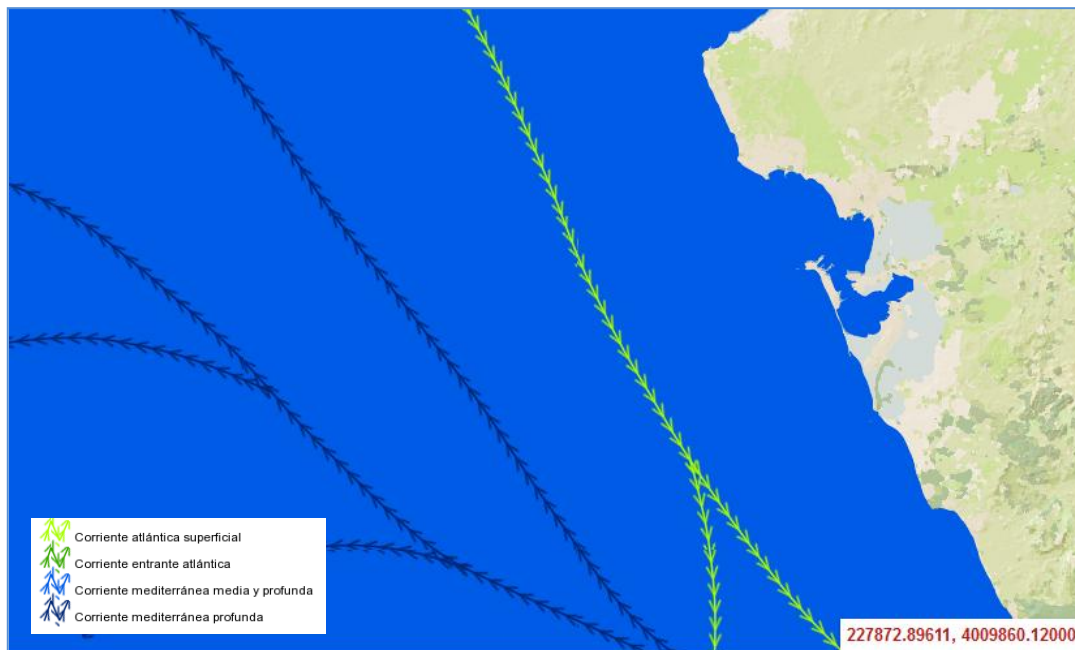 Corriente atlántica superficial
Corriente entrante atlántica
Corriente mediterránea media y profunda
Corriente mediterránea profunda
227872.89611, 4009860.12000